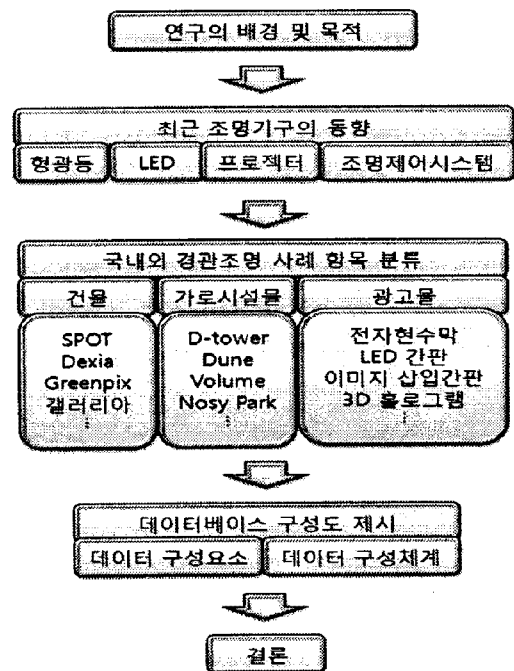 연구의 배경 및 목적
최근 조명기구의 동향
형광등 LED 프로젝터 조명제어시스템
국내외 경관조명 사례 항목 분류
건물 가로시설물 광고물
SPOT
Dexia
Greenpix
갤러리아
⋮
D-tower
Dune
Volume
Nosy Park
⋮
전자현수막
LED 간판
이미지 삽입간판
3D 홀로그램
⋮
데이터베이스 구성도 제시
데이터 구성요소 데이터 구성체계
결론